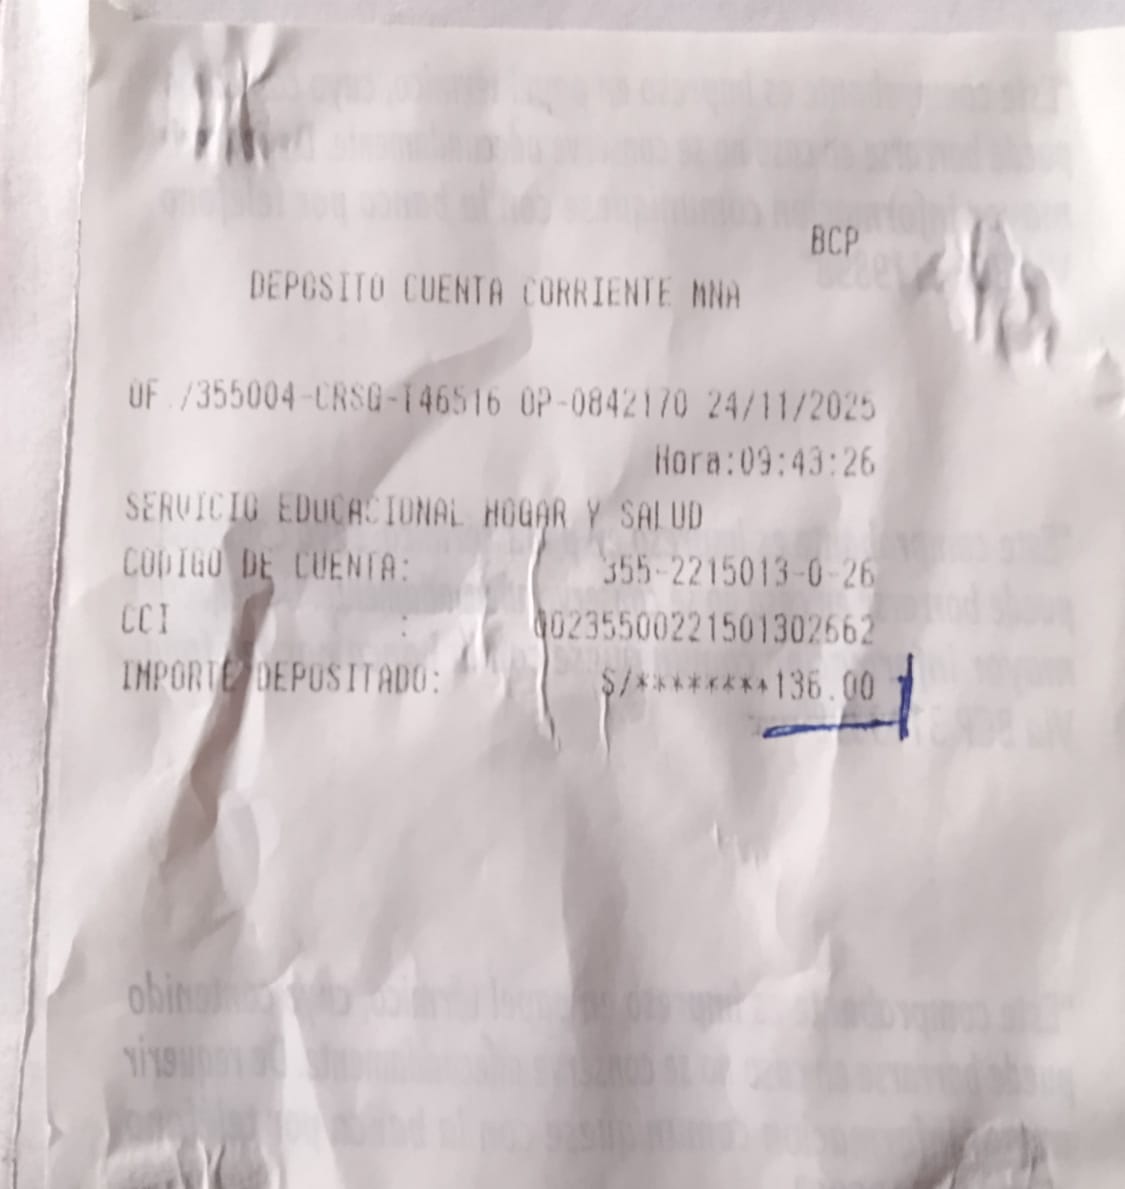 BCP
DEPOSITO CUENTA CORRIENTE MNA
OF /355004-CRSG-T46516 OP-0842170 24/11/2025
Hora:09:43:26
SERVICIO EDUCACIONAL HOGAR Y SALUD
CODIGO DE CUENTA: 355-2215013-0-26
CCI : 00235500221501302662
IMPORTE DEPOSITADO: S/********136.00